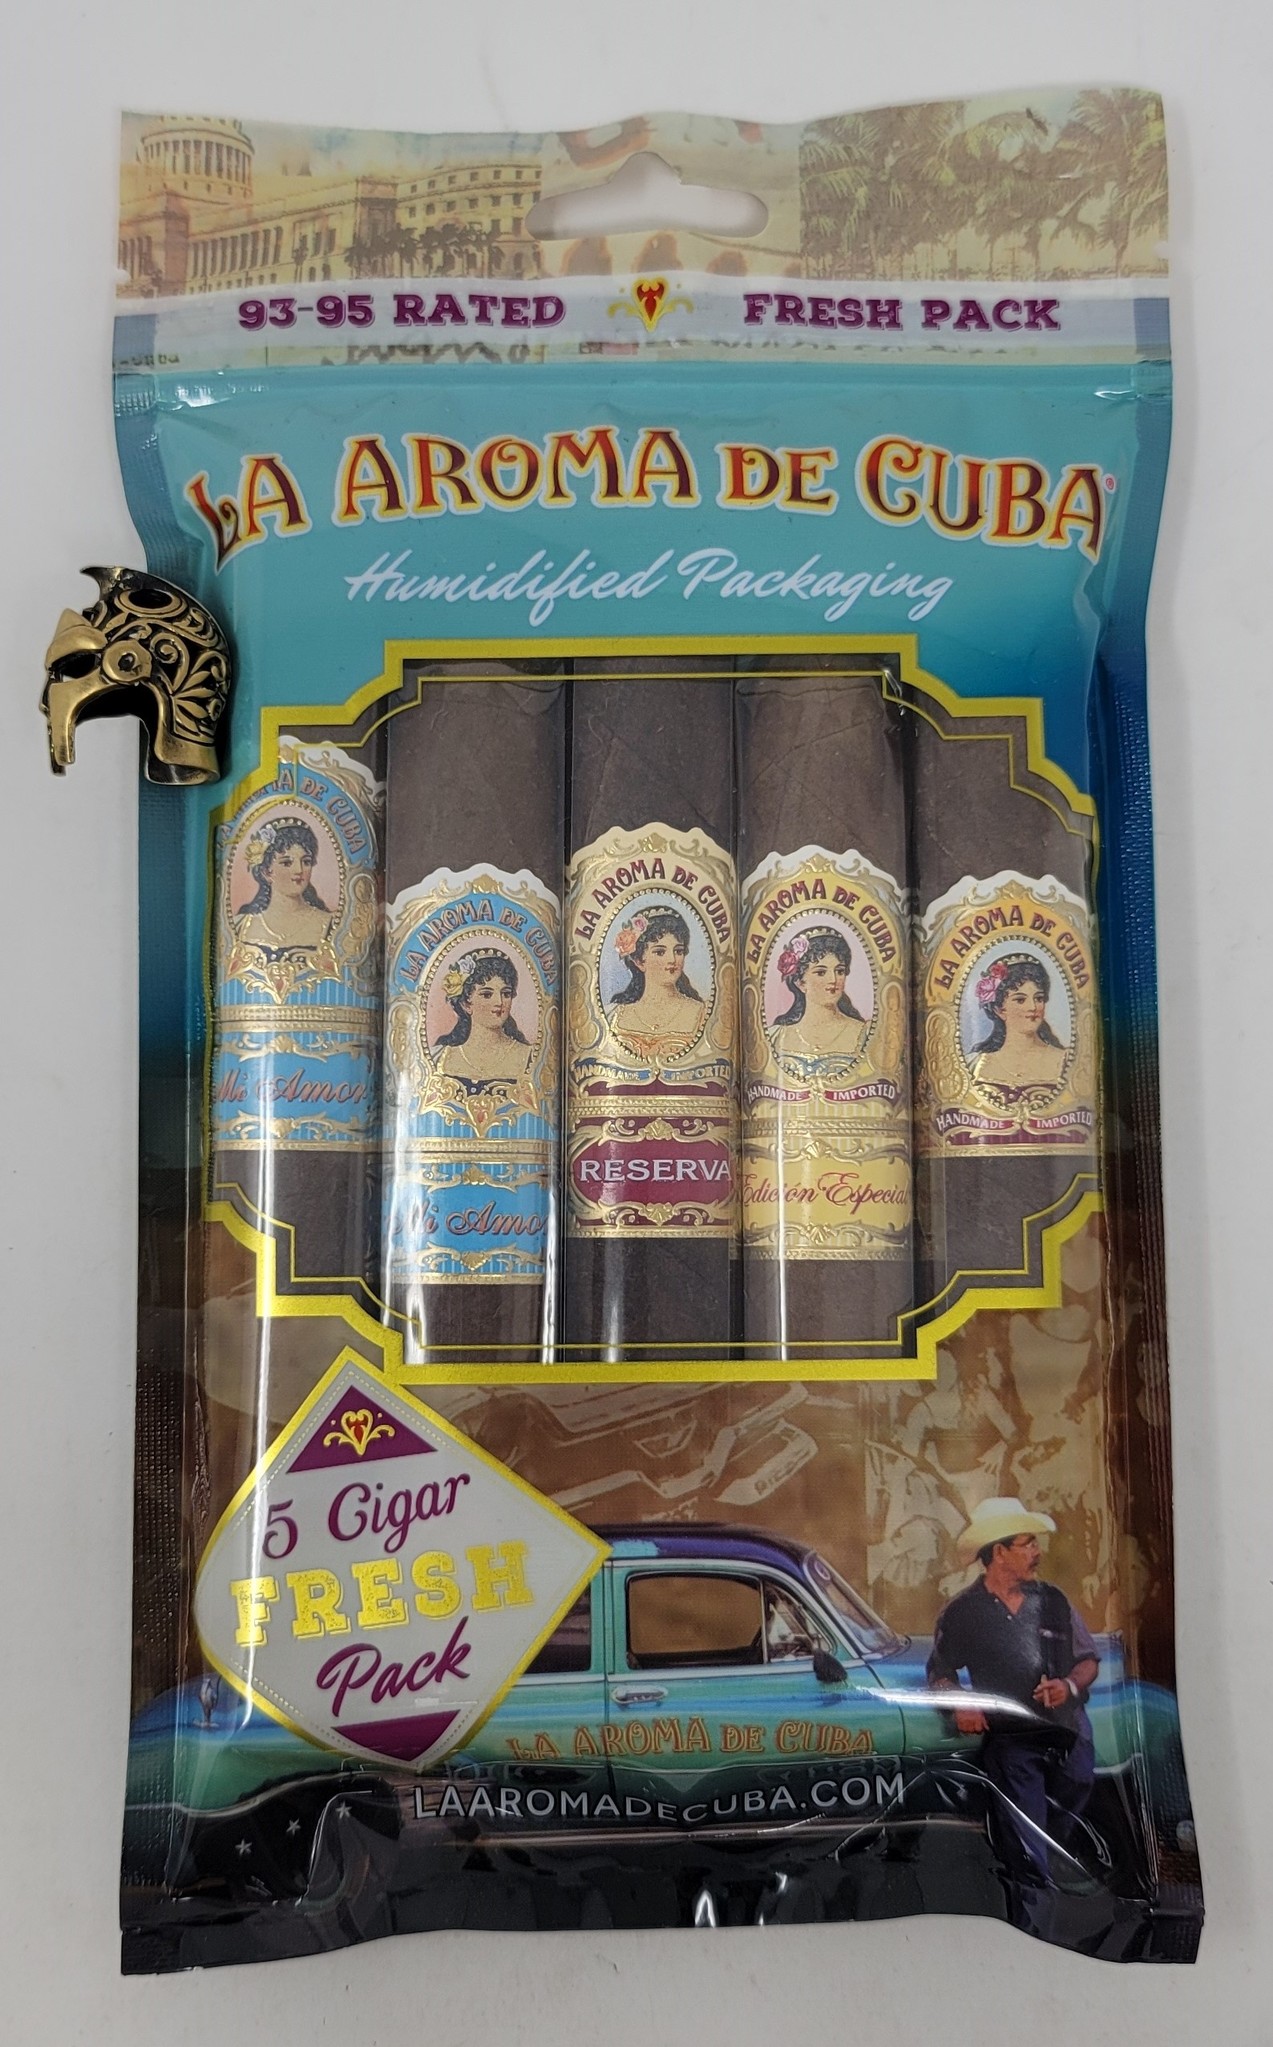 93-95 RATED FRESH PACK
LA AROMA DE CUBA®
Humidified Packaging
DE CUBA
Mi Amor
LA AROMA DE CUBA
Mi Amo
LA AROMA DE CUBA
HANDMADE IMPORTED
RESERVA
LA AROMA DE CUBA
HANDMADE IMPORTED
Edición Especial
LA AROMA DE CUBA
HANDMADE IMPORTED
5 Cigar
FRESH
Pack
LA AROMA DE CUBA
LAAROMADECUBA.COM